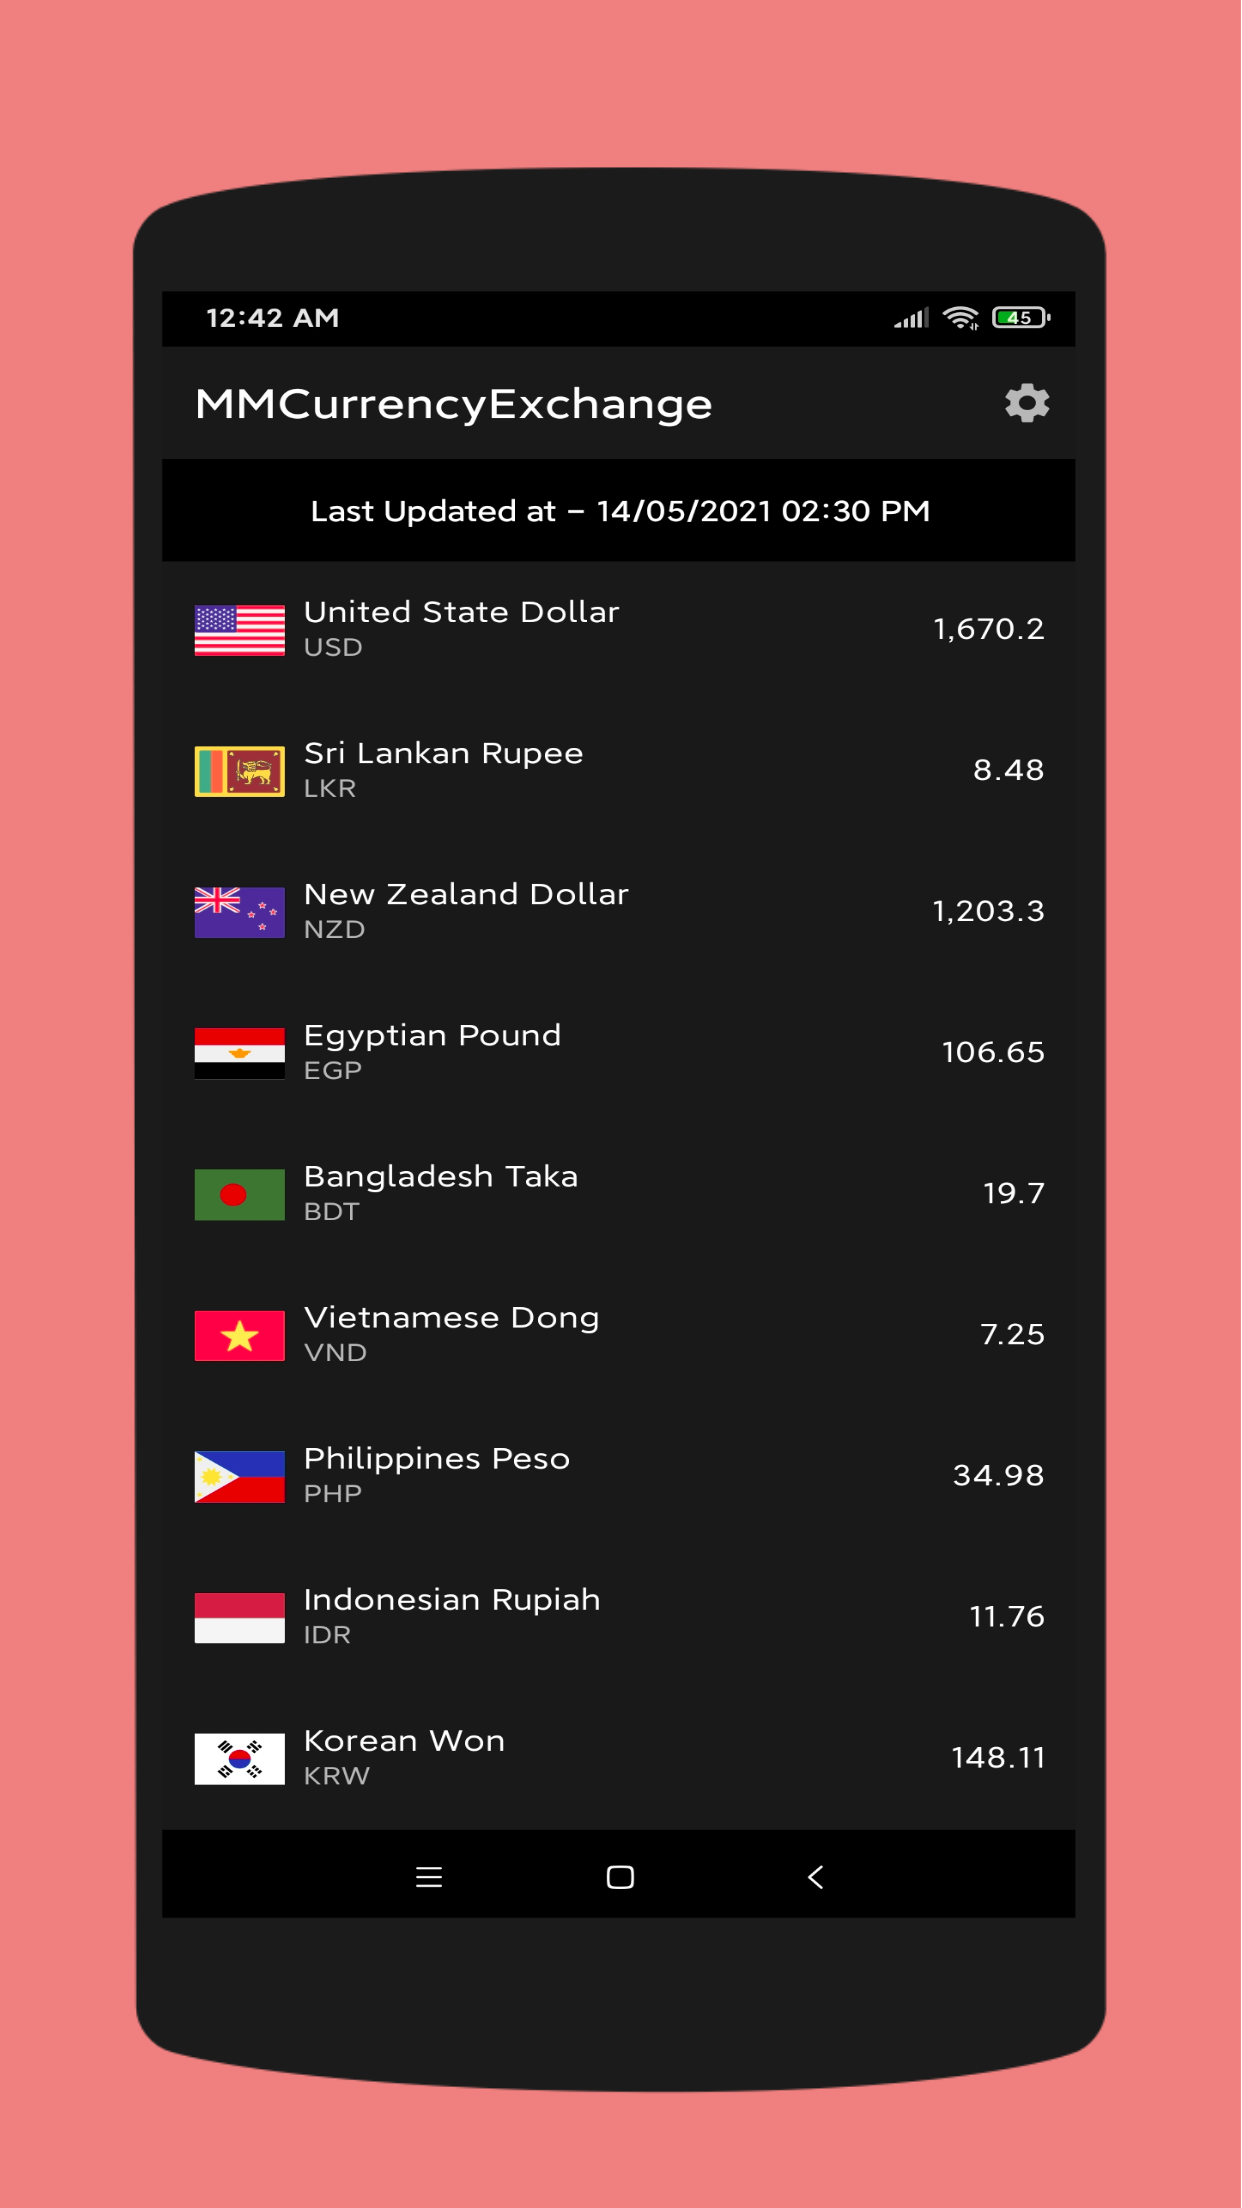 12:42 AM
45
MMCurrencyExchange
Last Updated at – 14/05/2021 02:30 PM
United State Dollar
USD
1,670.2
Sri Lankan Rupee
LKR
8.48
New Zealand Dollar
NZD
1,203.3
Egyptian Pound
EGP
106.65
Bangladesh Taka
BDT
19.7
Vietnamese Dong
VND
7.25
Philippines Peso
PHP
34.98
Indonesian Rupiah
IDR
11.76
Korean Won
KRW
148.11